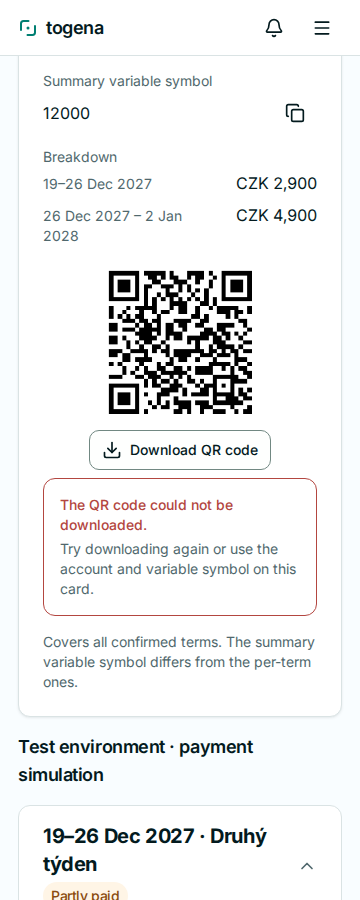 togena
Summary variable symbol
12000
Breakdown
19–26 Dec 2027 CZK 2,900
26 Dec 2027 – 2 Jan CZK 4,900
2028
Download QR code
The QR code could not be
downloaded.
Try downloading again or use the
account and variable symbol on this
card.
Covers all confirmed terms. The summary
variable symbol differs from the per-term
ones.
Test environment · payment
simulation
19–26 Dec 2027 · Druhý
týden
Partly paid